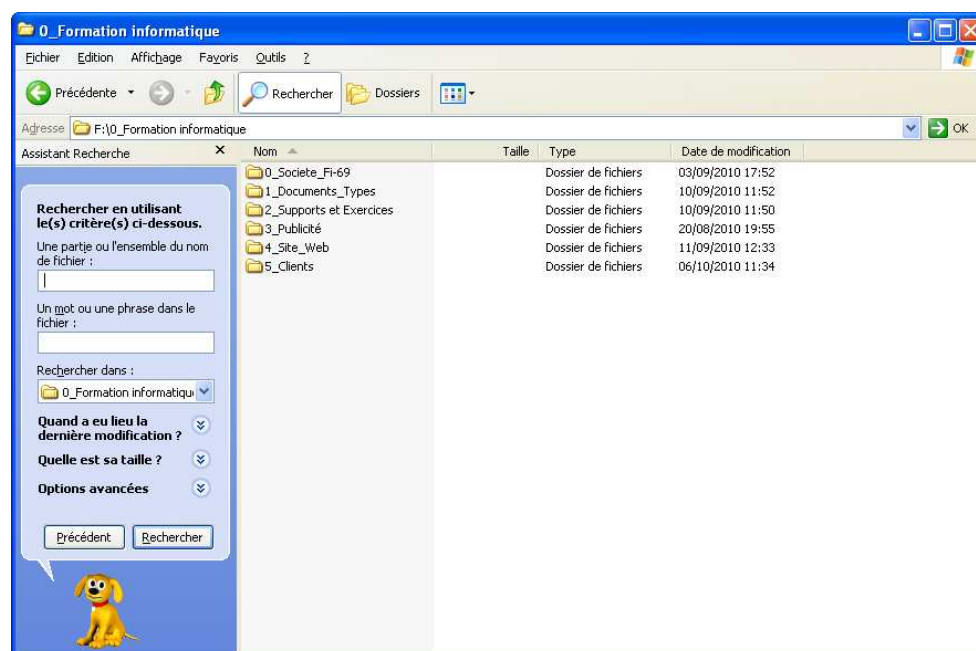 0_Formation informatique
Fichier Edition Affichage Favoris Outils ?
Précédente Rechercher Dossiers
Adresse F:\0_Formation informatique OK
Assistant Recherche
Rechercher en utilisant
le(s) critère(s) ci-dessous.
Une partie ou l'ensemble du nom
de fichier :
Un mot ou une phrase dans le
fichier :
Rechercher dans :
0_Formation informatiqu
Quand a eu lieu la
dernière modification ?
Quelle est sa taille ?
Options avancées
Précédent Rechercher
Nom Taille Type Date de modification
0_Societe_Fi-69 Dossier de fichiers 03/09/2010 17:52
1_Documents_Types Dossier de fichiers 10/09/2010 11:52
2_Supports et Exercices Dossier de fichiers 10/09/2010 11:50
3_Publicité Dossier de fichiers 20/08/2010 19:55
4_Site_Web Dossier de fichiers 11/09/2010 12:33
5_Clients Dossier de fichiers 06/10/2010 11:34